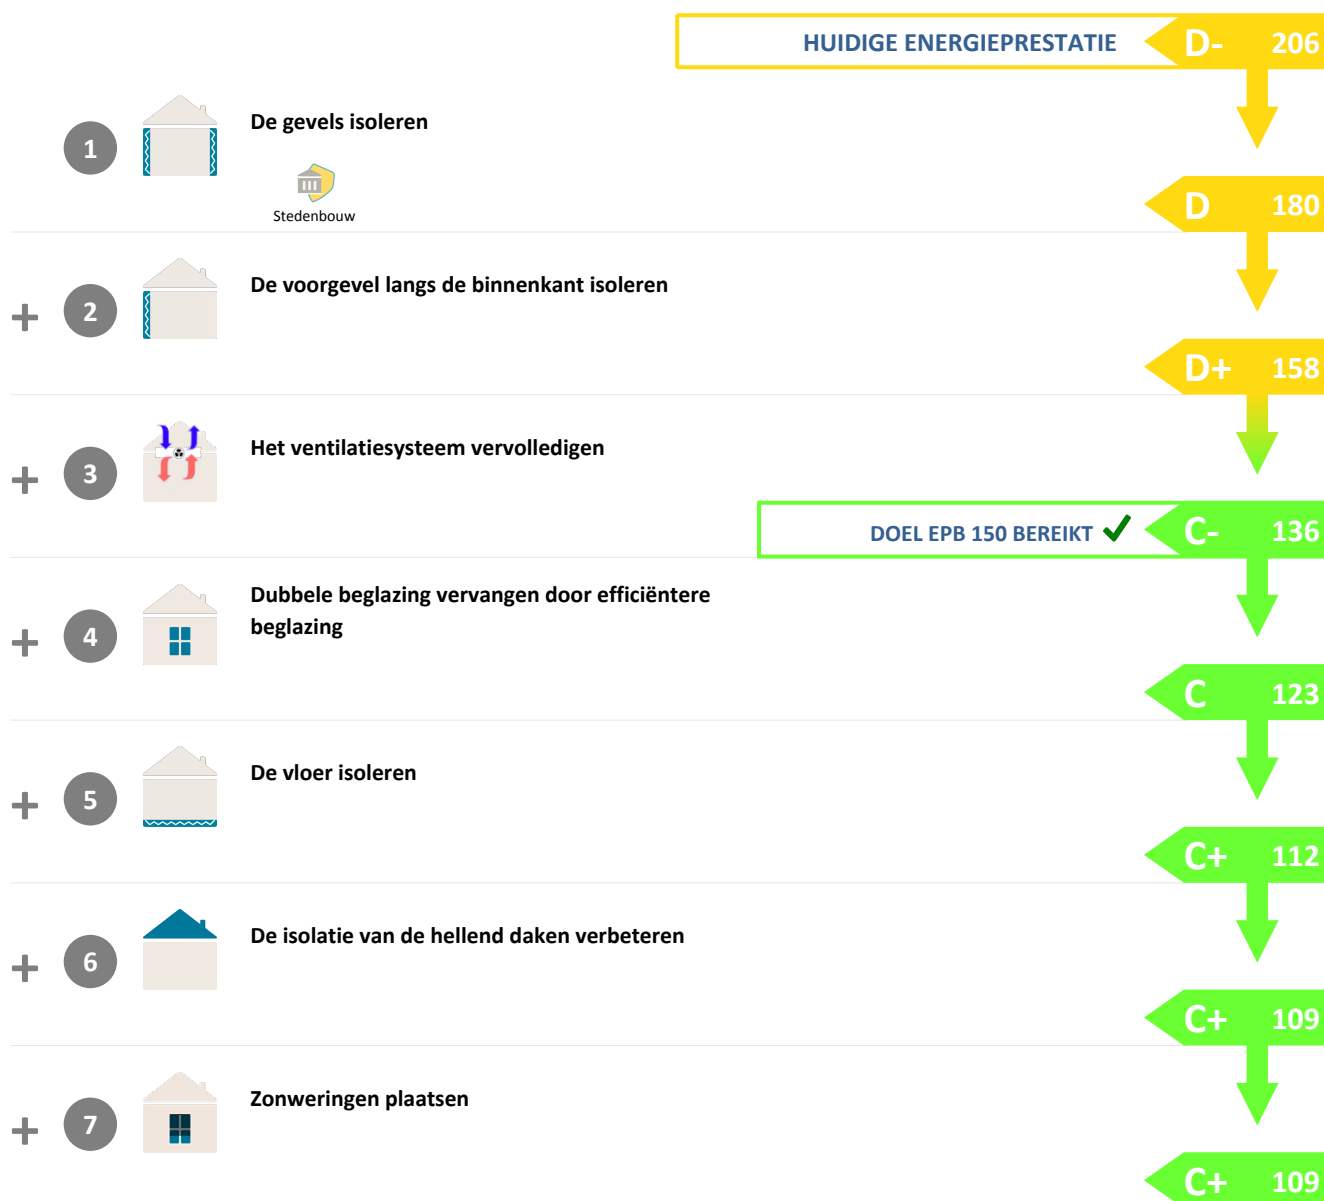 HUIDIGE ENERGIEPRESTATIE D- 206
1 De gevels isoleren
Stedenbouw
D 180
+ 2 De voorgevel langs de binnenkant isoleren
D+ 158
+ 3 Het ventilatiesysteem vervolledigen
DOEL EPB 150 BEREIKT ✓ C- 136
+ 4 Dubbele beglazing vervangen door efficiëntere
beglazing
C 123
+ 5 De vloer isoleren
C+ 112
+ 6 De isolatie van de hellend daken verbeteren
C+ 109
+ 7 Zonweringen plaatsen
C+ 109